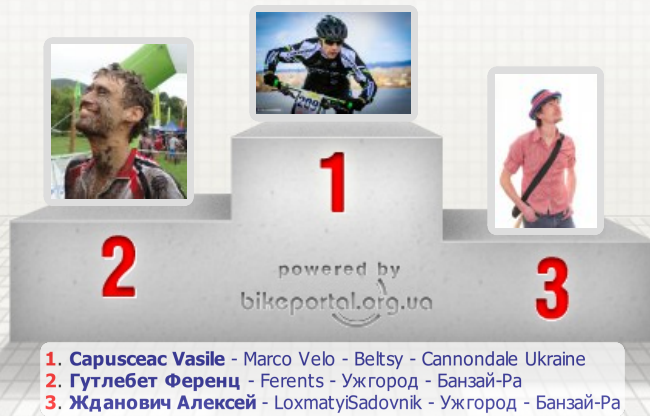 209
1
2
3
powered by
bikeportal.org.ua
1. Capusceac Vasile - Marco Velo - Beltsy - Cannondale Ukraine
2. Гутлебет Ференц - Ferents - Ужгород - Банзай-Ра
3. Жданович Алексей - LoxmatyiSadovnik - Ужгород - Банзай-Ра